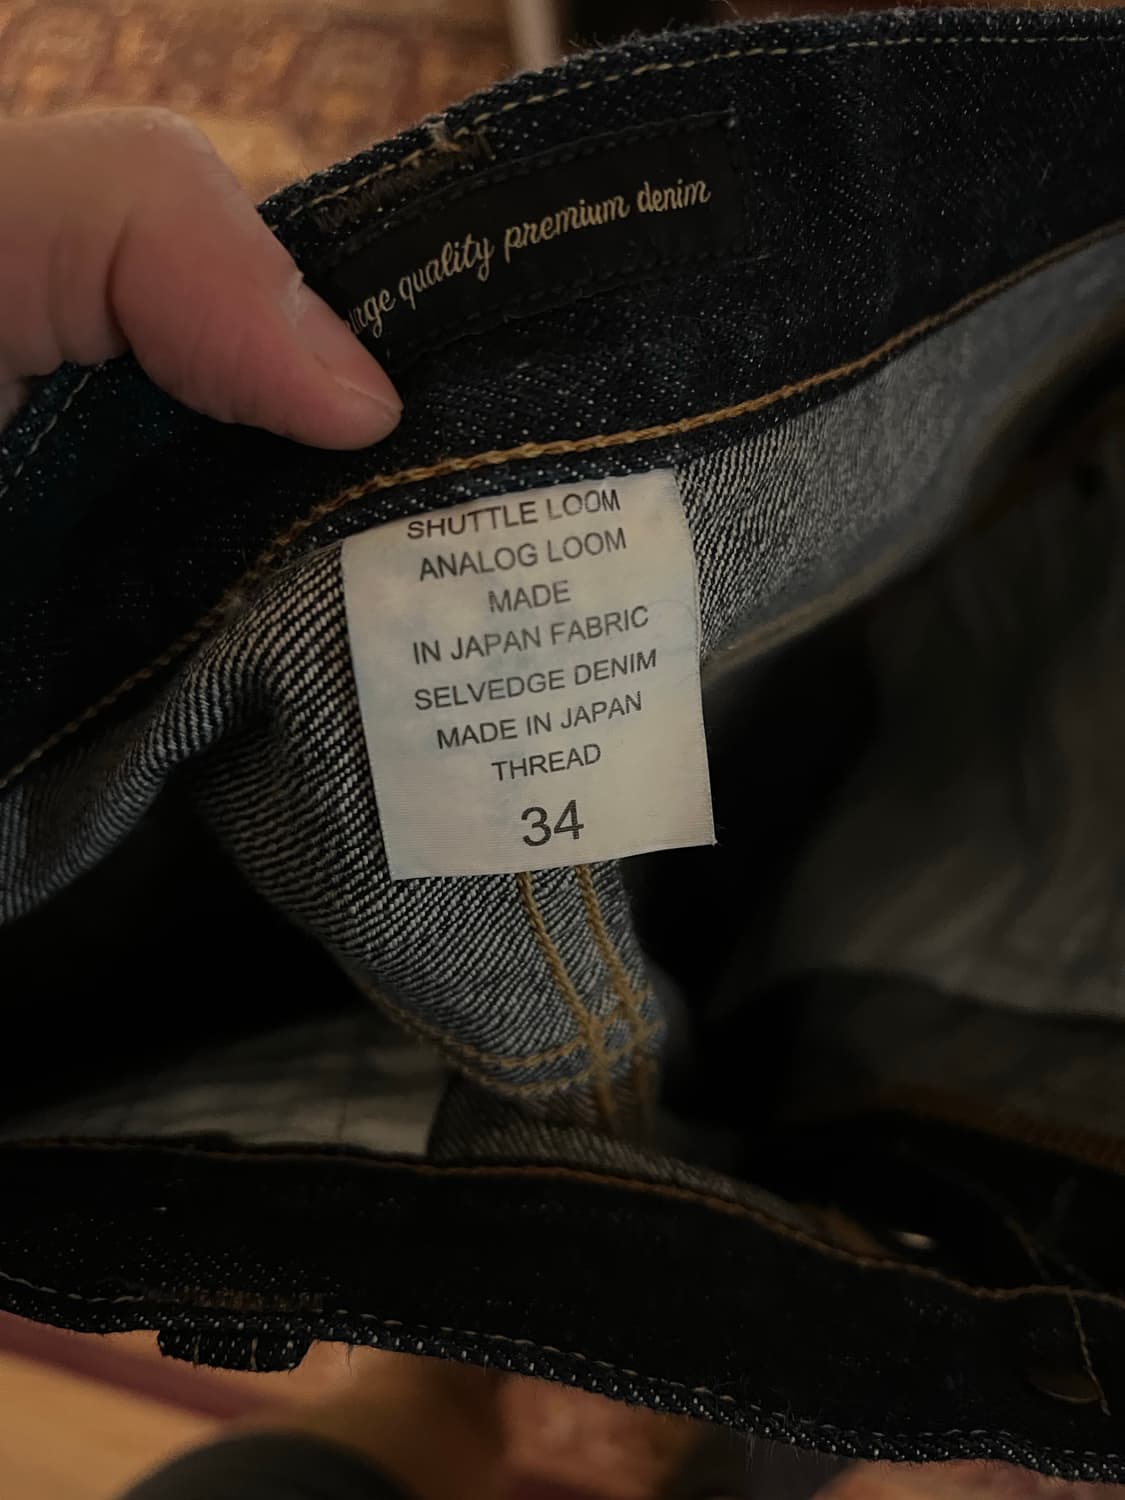 quality premium denim
SHUTTLE LOOM
ANALOG LOOM
MADE
IN JAPAN FABRIC
SELVEDGE DENIM
MADE IN JAPAN
THREAD
34